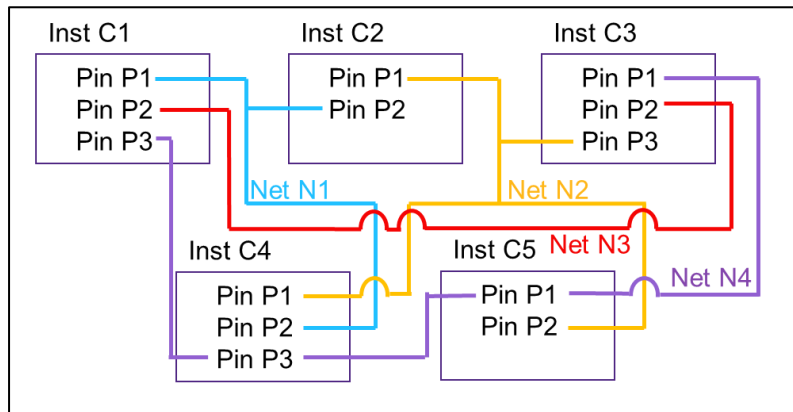 Inst C1
Inst C2
Inst C3
Pin P1
Pin P2
Pin P3
Pin P1
Pin P2
Pin P1
Pin P2
Pin P3
Net N1
Net N2
Net N3
Net N4
Inst C4
Inst C5
Pin P1
Pin P2
Pin P3
Pin P1
Pin P2